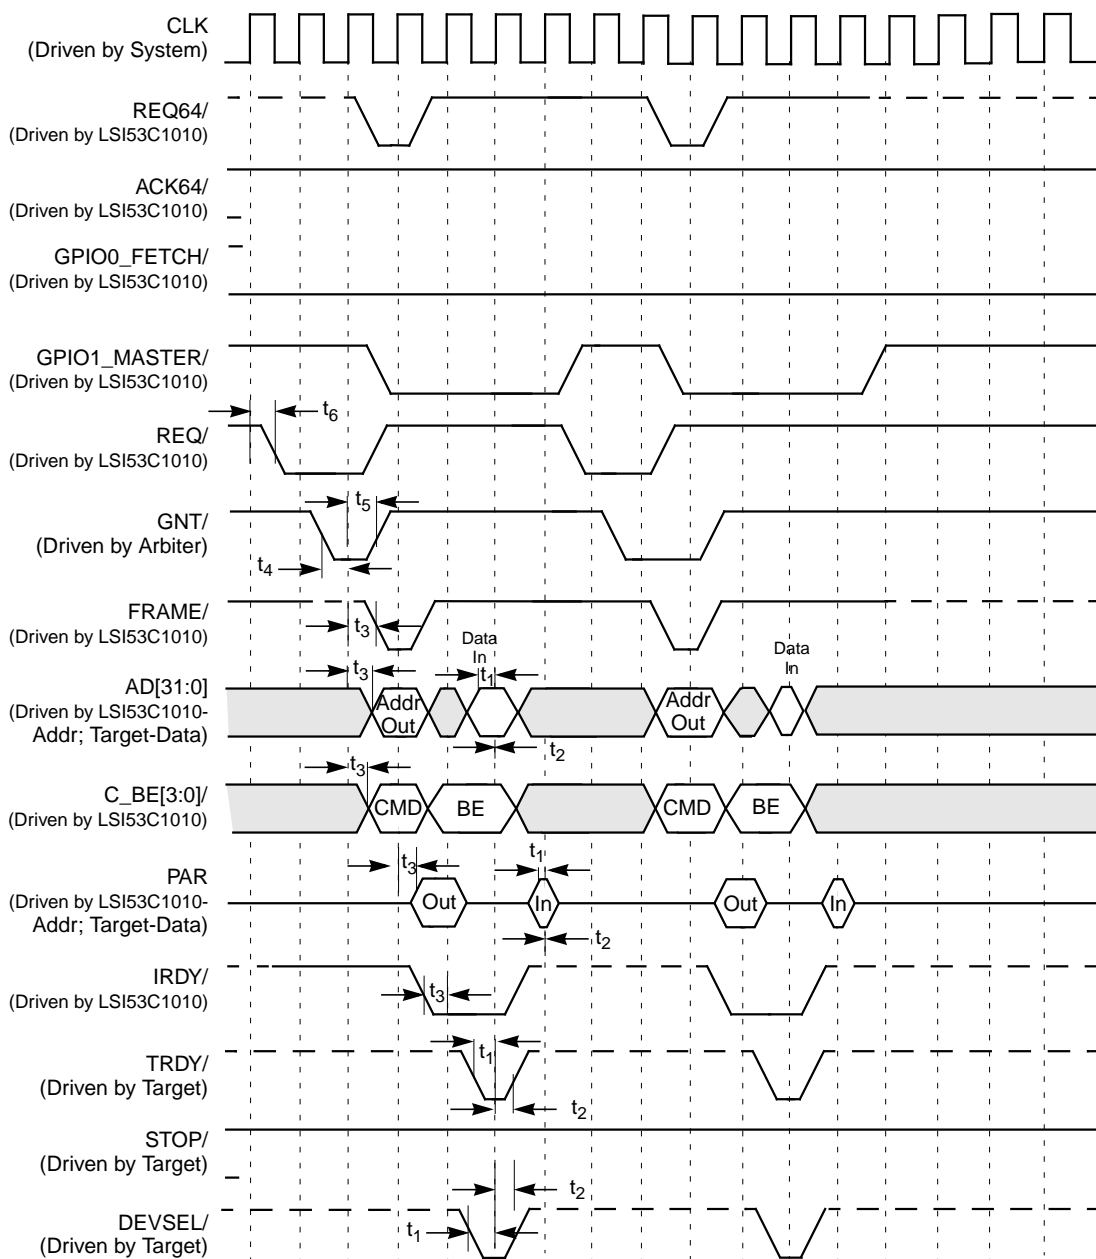 CLK
(Driven by System)
REQ64/
(Driven by LSI53C1010)
ACK64/
(Driven by LSI53C1010)
GPIO0_FETCH/
(Driven by LSI53C1010)
GPIO1_MASTER/
(Driven by LSI53C1010)
t6
REQ/
(Driven by LSI53C1010)
t5
GNT/
(Driven by Arbiter)
t4
FRAME/
(Driven by LSI53C1010)
t3
Data
In
Data
In
t3
t1
AD[31:0]
(Driven by LSI53C1010-
Addr; Target-Data)
Addr
Out
Addr
Out
t2
t3
C_BE[3:0]/
(Driven by LSI53C1010)
CMD
BE
CMD
BE
t3
t1
PAR
(Driven by LSI53C1010-
Addr; Target-Data)
Out
In
Out
In
t2
IRDY/
(Driven by LSI53C1010)
t3
t1
TRDY/
(Driven by Target)
t2
STOP/
(Driven by Target)
t2
DEVSEL/
(Driven by Target)
t1